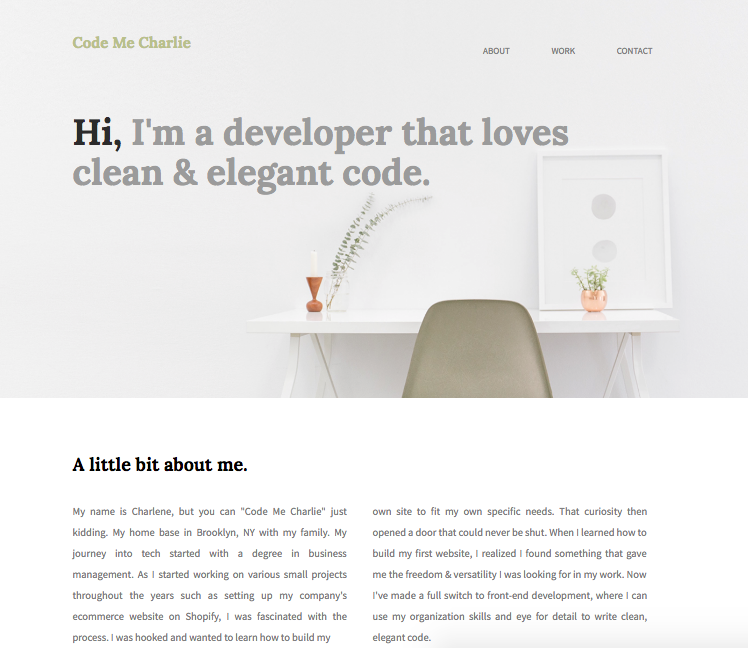 Code Me Charlie
ABOUT WORK CONTACT
Hi, I'm a developer that loves
clean & elegant code.
A little bit about me.
My name is Charlene, but you can "Code Me Charlie" just
kidding. My home base in Brooklyn, NY with my family. My
journey into tech started with a degree in business
management. As I started working on various small projects
throughout the years such as setting up my company's
ecommerce website on Shopify, I was fascinated with the
process. I was hooked and wanted to learn how to build my
own site to fit my own specific needs. That curiosity then
opened a door that could never be shut. When I learned how to
build my first website, I realized I found something that gave
me the freedom & versatility I was looking for in my work. Now
I've made a full switch to front-end development, where I can
use my organization skills and eye for detail to write clean,
elegant code.